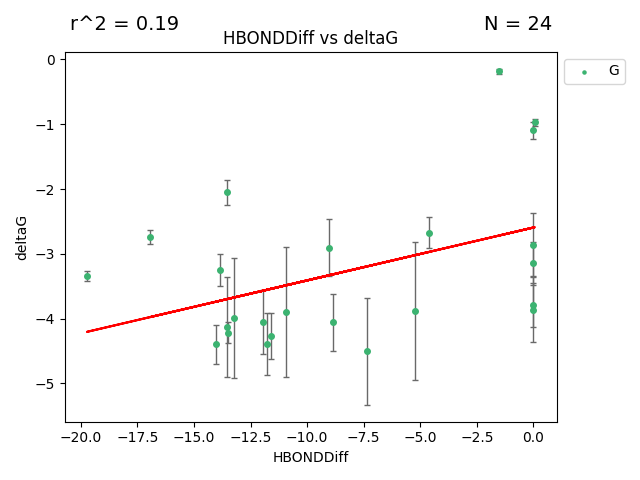 r^2 = 0.19
N = 24
HBONDDiff vs deltaG
G
0
−1
−2
−3
−4
−5
deltaG
−20.0 −17.5 −15.0 −12.5 −10.0 −7.5 −5.0 −2.5 0.0
HBONDDiff